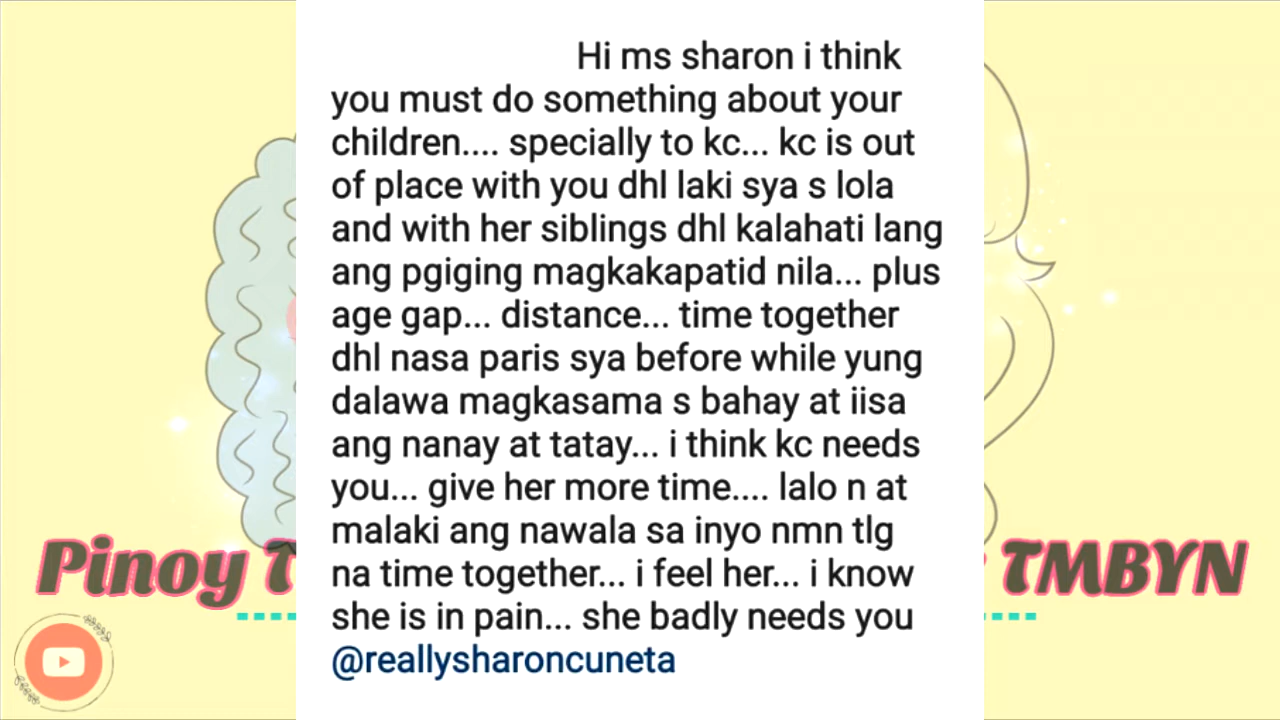 Hi ms sharon i think
you must do something about your
children.... specially to kc... kc is out
of place with you dhl laki sya s lola
and with her siblings dhl kalahati lang
ang pgiging magkakapatid nila... plus
age gap... distance... time together
dhl nasa paris sya before while yung
dalawa magkasama s bahay at iisa
ang nanay at tatay... i think kc needs
you... give her more time.... lalo n at
malaki ang nawala sa inyo nmn tlg
na time together... i feel her... i know
she is in pain... she badly needs you
@reallysharoncuneta
Pinoy T
TMBYN